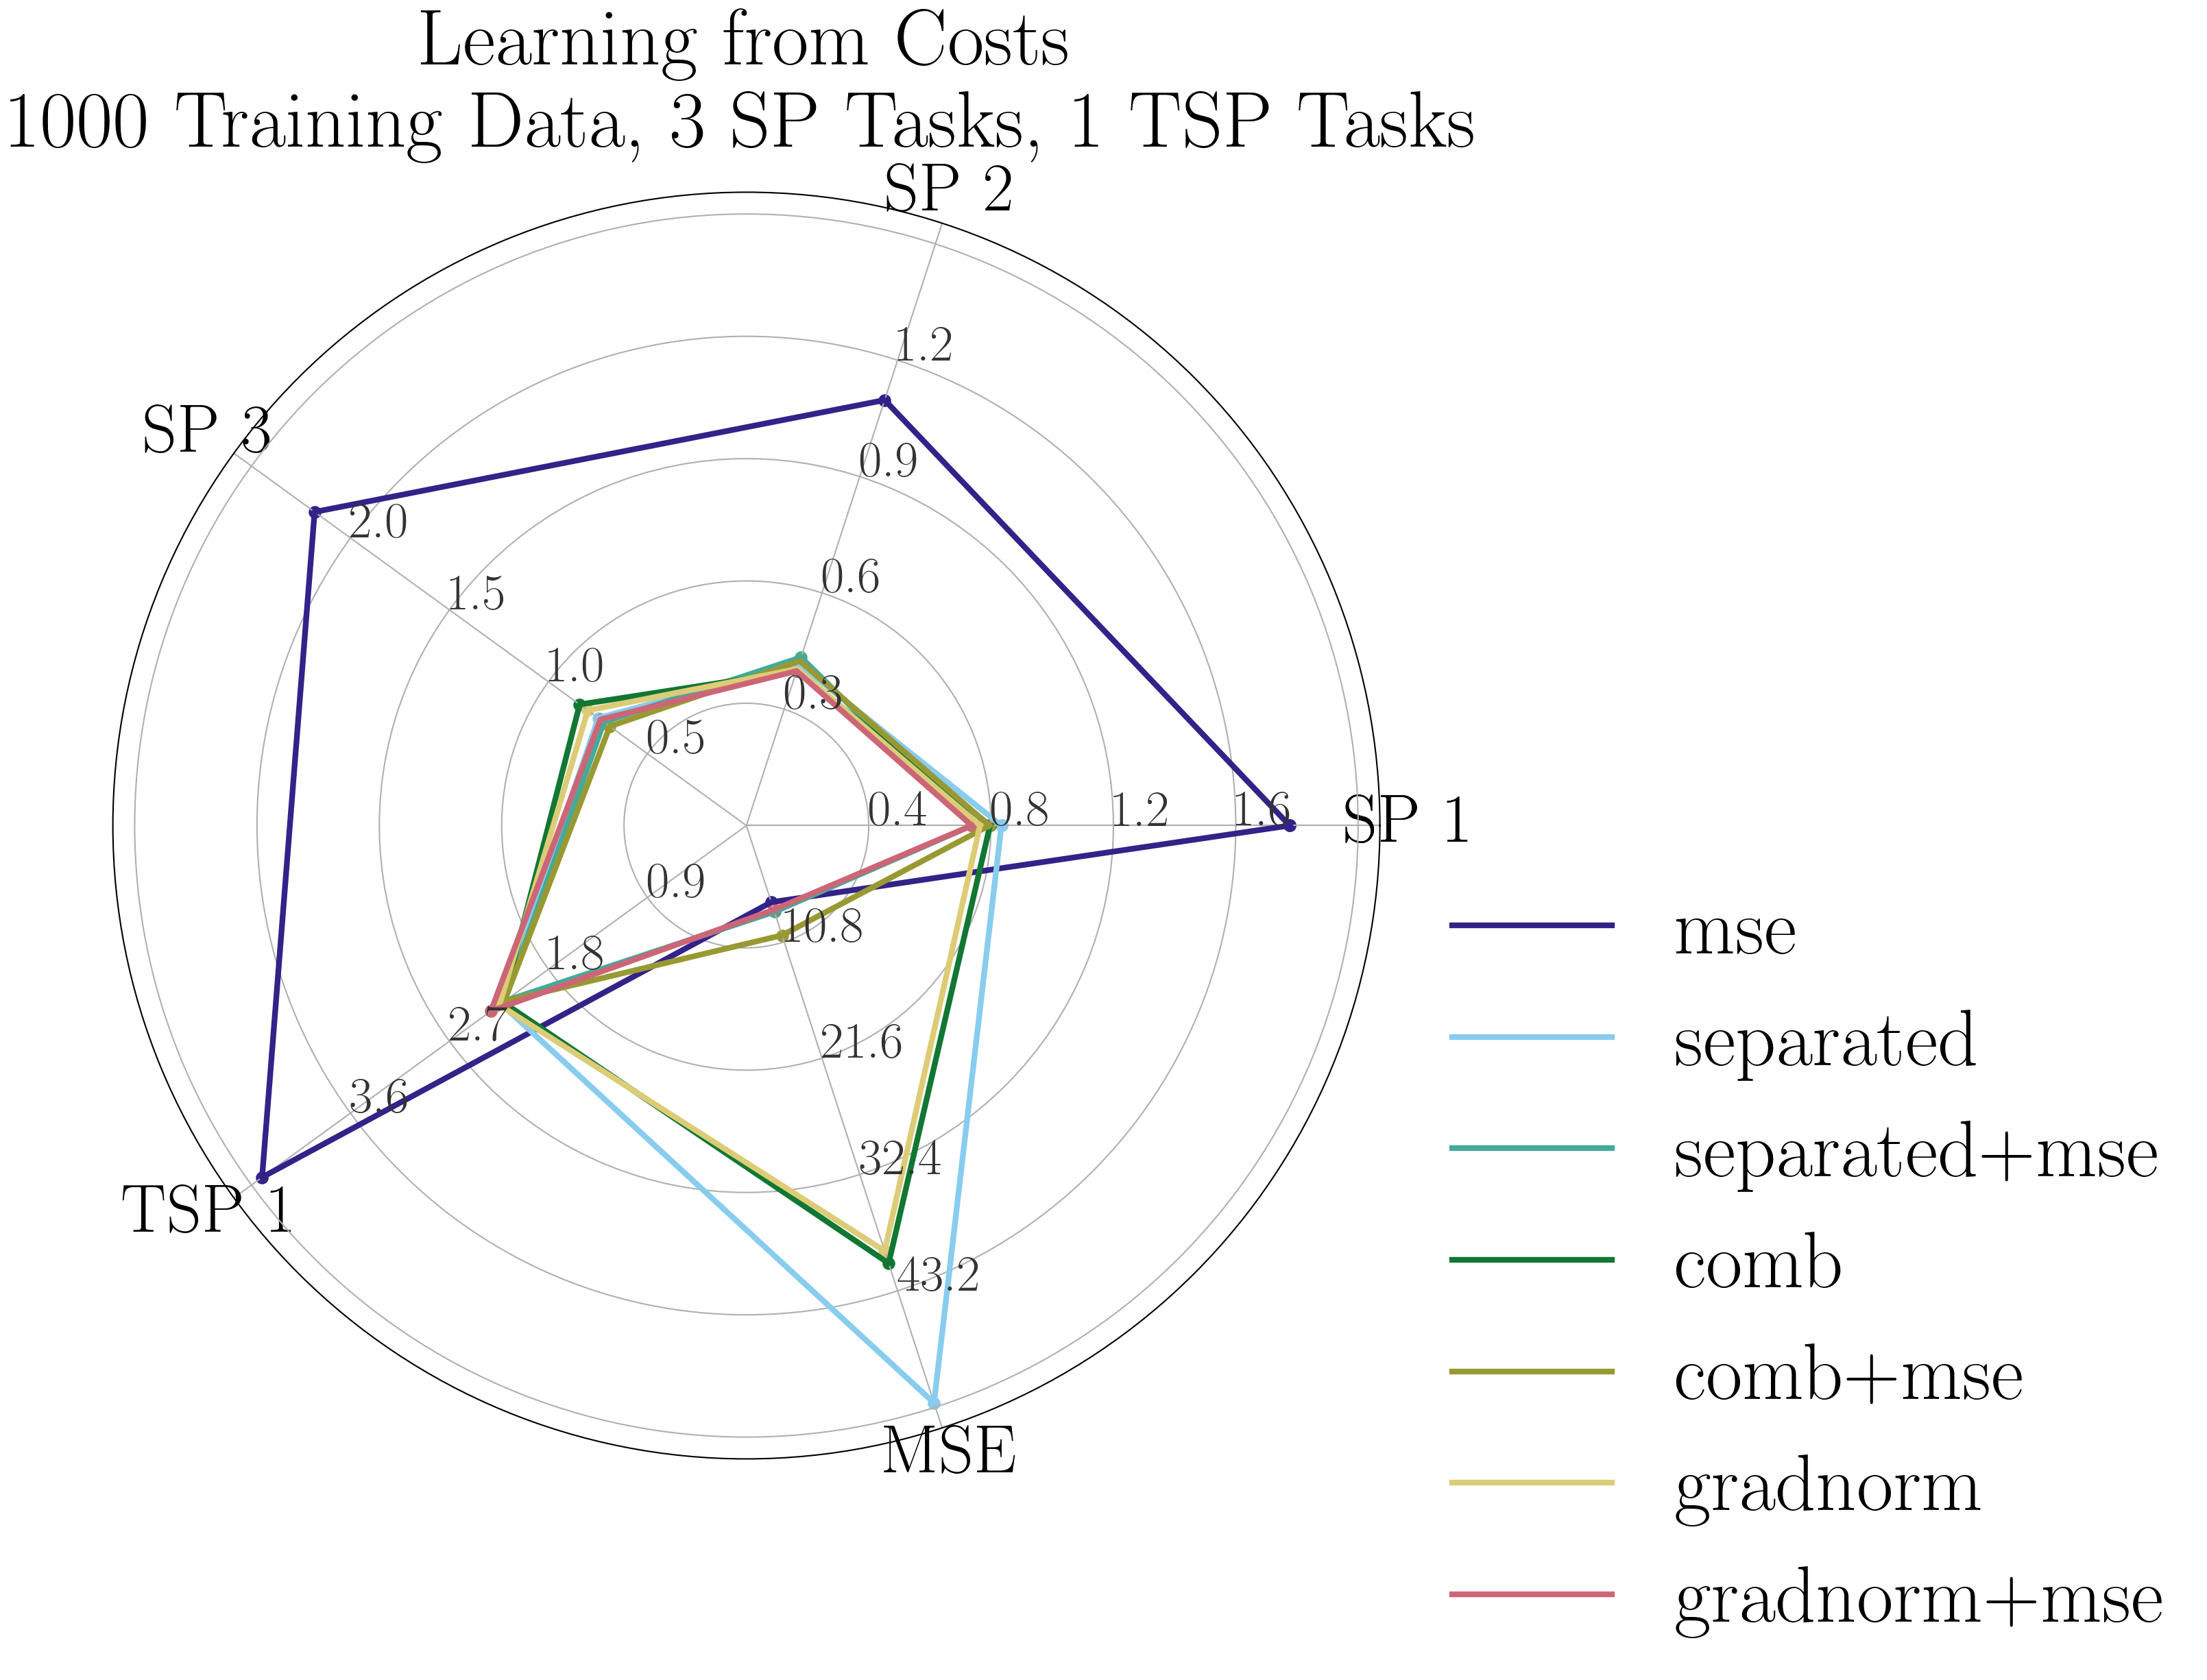 Learning from Costs
1000 Training Data, 3 SP Tasks, 1 TSP Tasks
SP 2
1.2
SP 3
0.9
2.0
0.6
1.5
1.0
0.3
0.5
0.4
0.8
1.2
1.6
SP 1
0.9
10.8
mse
1.8
2.7
21.6
separated
3.6
32.4
separated+mse
TSP 1
43.2
comb
comb+mse
MSE
gradnorm
gradnorm+mse